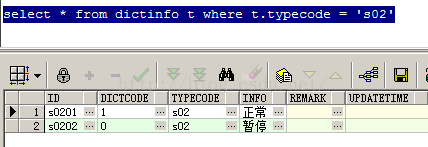 select * from dictinfo t where t.typecode = 's02'
ID DICTCODE TYPECODE INFO REMARK UPDATETIME
1 s0201 1 s02 正常
2 s0202 0 s02 暂停